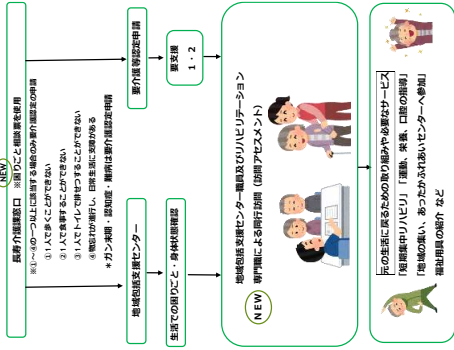 NEW
長寿介護課窓口 ※困りごと相談票を使用
※①～④の一つ以上に該当する場合のみ要介護認定の申請
①1人で歩くことができない
②1人で食事することができない
③1人でトイレで排せつすることができない
④物忘れが進行し、日常生活に支障がある
＊ガン末期・認知症・難病は要介護認定申請
要介護等認定申請
要支援
1・2
地域包括支援センター
生活での困りごと・身体状態確認
地域包括支援センター職員及びリハビリテーション
専門職による同行訪問（訪問アセスメント）
NEW
元の生活に戻るための取り組みや必要なサービス
「短期集中リハビリ」「運動、栄養、口腔の指導」
「地域の集い、あったかふれあいセンターへ参加」
福祉用具の紹介 など